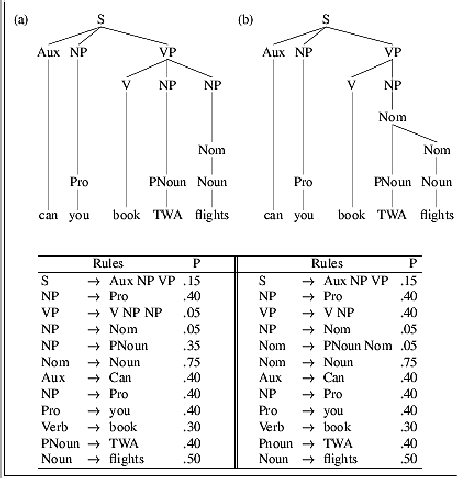 (a) S (b) S
Aux NP VP Aux NP VP
V NP NP V NP
Nom
Nom Nom
Pro PNoun Noun Pro PNoun Noun
can you book TWA flights can you book TWA flights
Rules P Rules P
S → Aux NP VP .15 S → Aux NP VP .15
NP → Pro .40 NP → Pro .40
VP → V NP NP .05 VP → V NP .40
NP → Nom .05 NP → Nom .05
NP → PNoun .35 Nom → PNoun Nom .05
Nom → Noun .75 Nom → Noun .75
Aux → Can .40 Aux → Can .40
NP → Pro .40 NP → Pro .40
Pro → you .40 Pro → you .40
Verb → book .30 Verb → book .30
PNoun → TWA .40 Pnoun → TWA .40
Noun → flights .50 Noun → flights .50